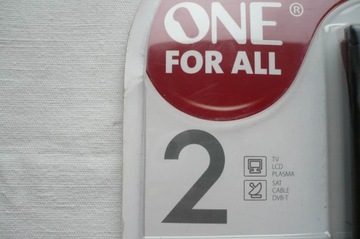 ONE®
FOR ALL
2
TV
LCD
PLASMA
SAT
CABLE
DVB-T